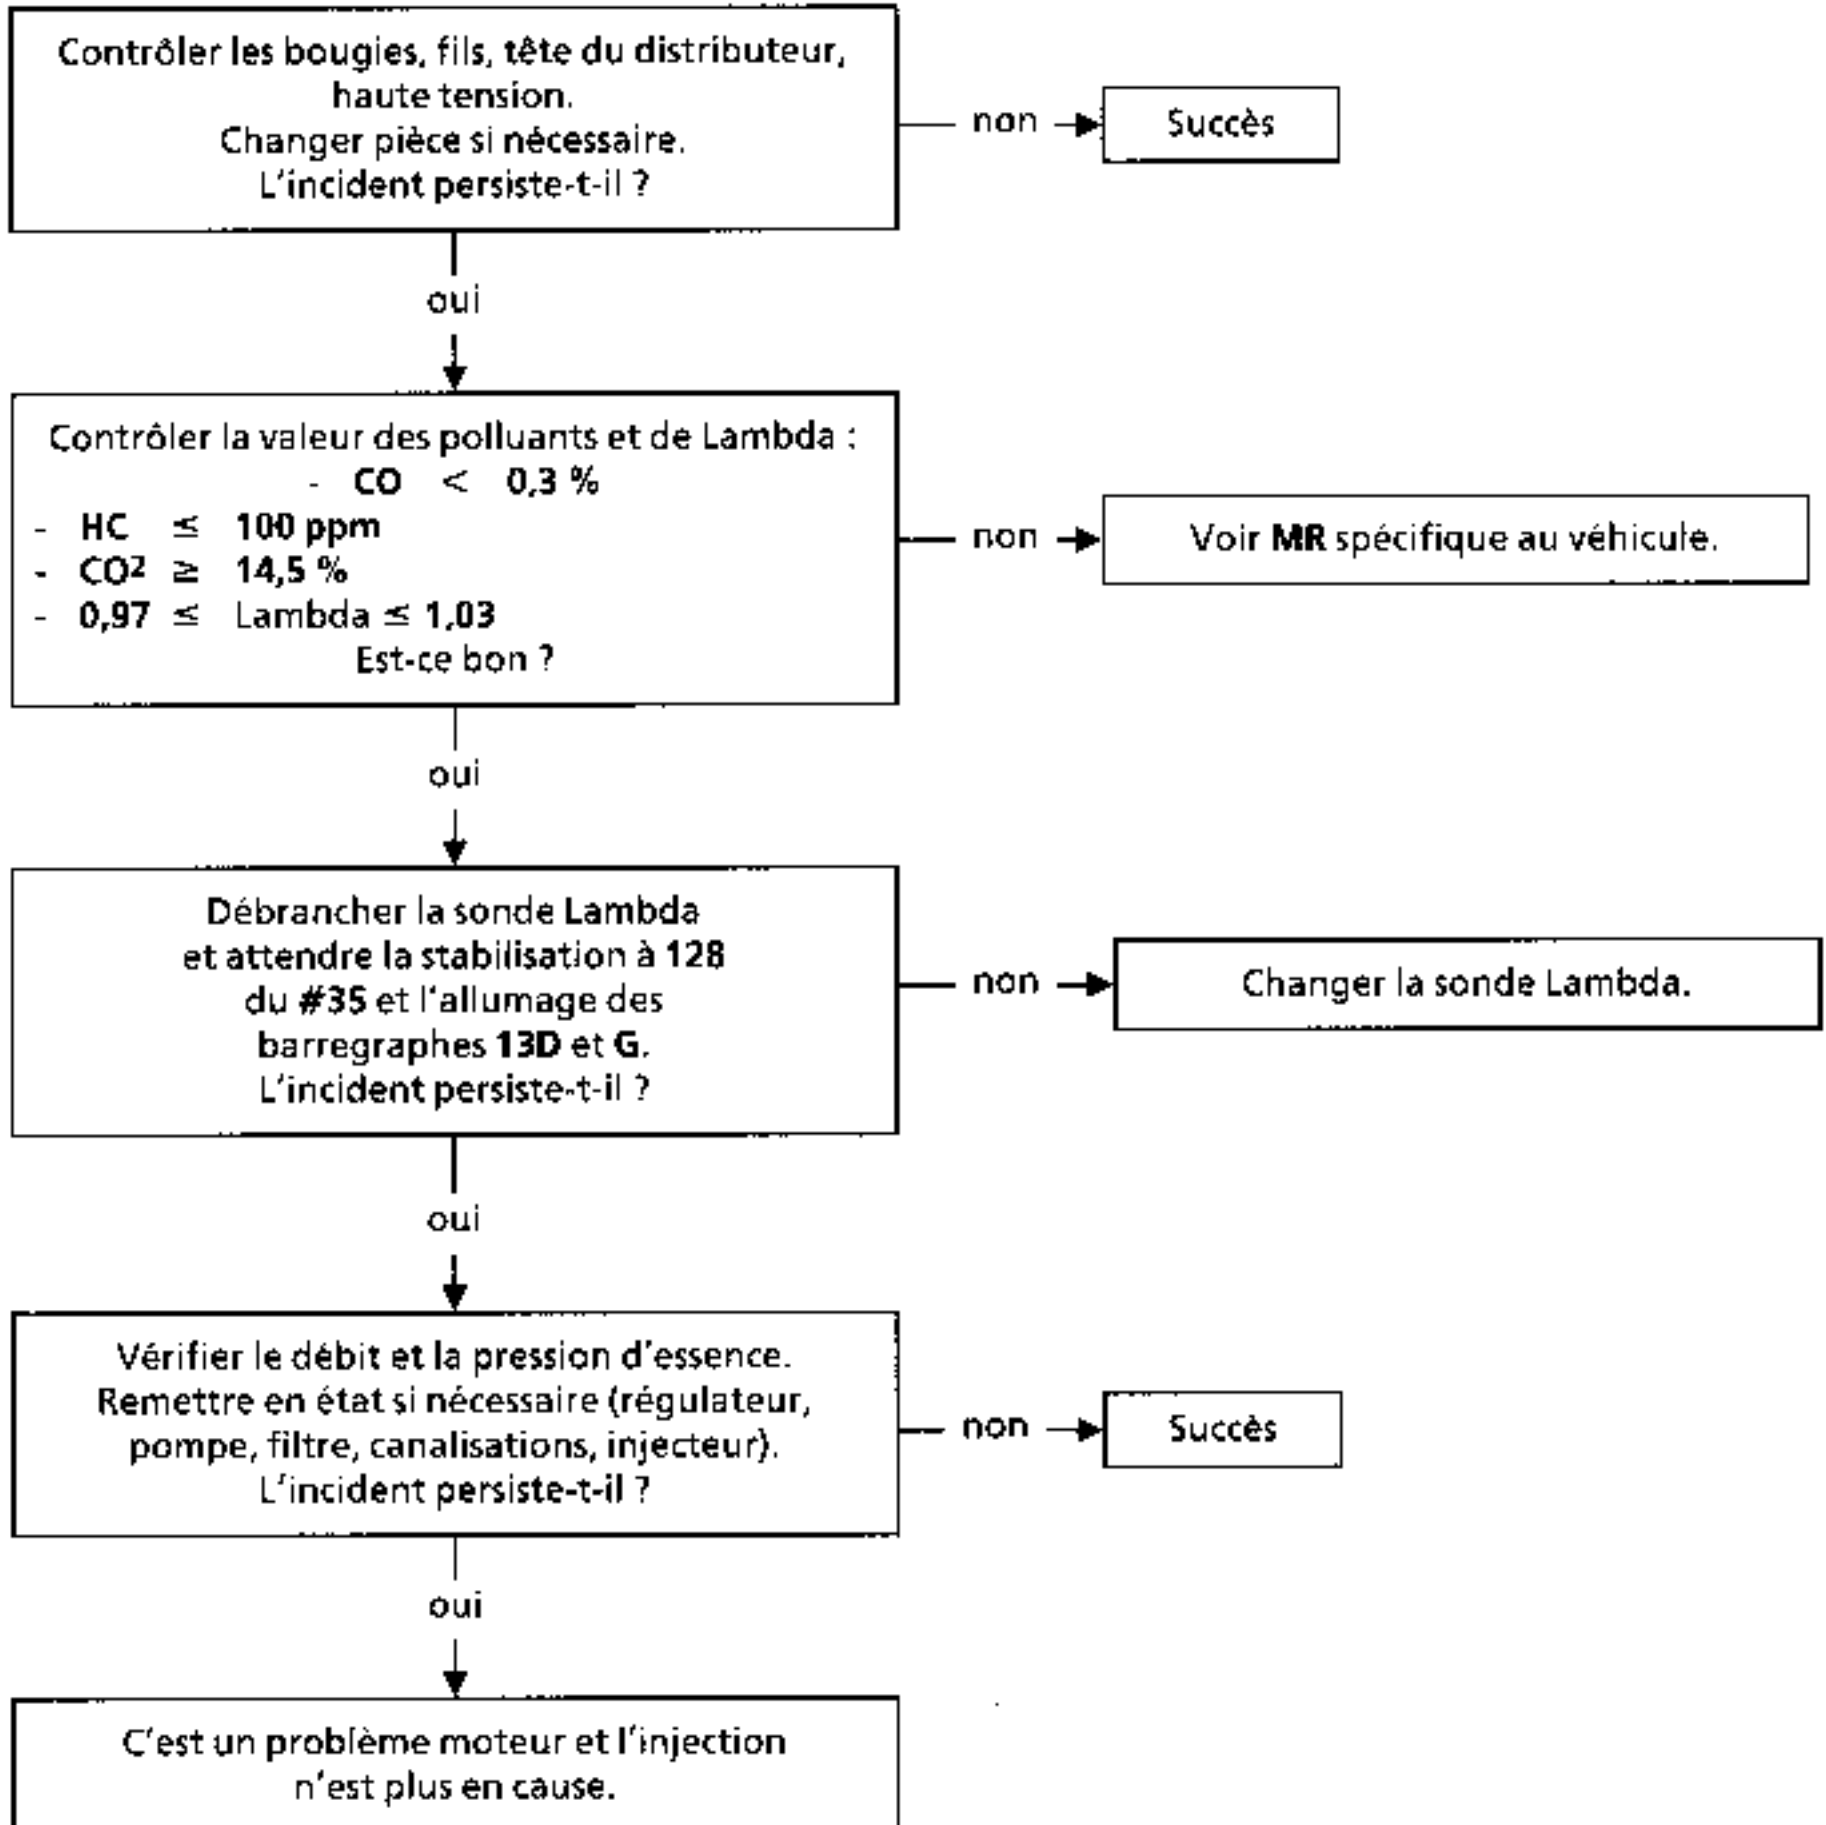 Contrôler les bougies, fils, tête du distributeur,
haute tension.
Changer pièce si nécessaire.
L'incident persiste-t-il ?
non
Succès
oui
Contrôler la valeur des polluants et de Lambda :
- CO < 0,3 %
- HC ≤ 100 ppm
- CO² ≥ 14,5 %
- 0,97 ≤ Lambda ≤ 1,03
Est-ce bon ?
non
Voir MR spécifique au véhicule.
oui
Débrancher la sonde Lambda
et attendre la stabilisation à 128
du #35 et l'allumage des
barregraphes 13D et G.
L'incident persiste-t-il ?
non
Changer la sonde Lambda.
oui
Vérifier le débit et la pression d'essence.
Remettre en état si nécessaire (régulateur,
pompe, filtre, canalisations, injecteur).
L'incident persiste-t-il ?
non
Succès
oui
C'est un problème moteur et l'injection
n'est plus en cause.